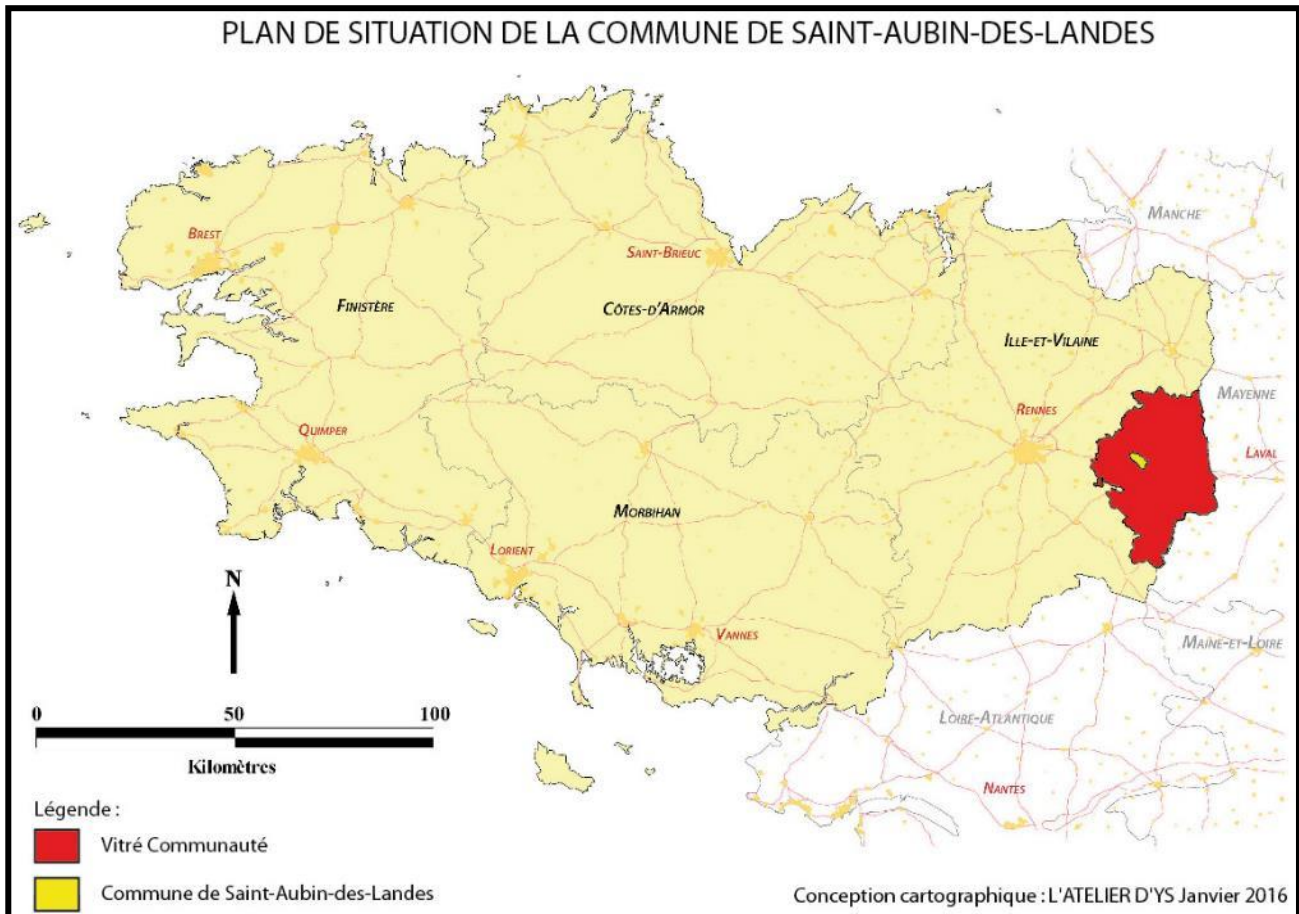 PLAN DE SITUATION DE LA COMMUNE DE SAINT-AUBIN-DES-LANDES
MANCHE
BREST
SAINT-BRIEUC
FINISTÈRE
CÔTES-D'ARMOR
ILLE-ET-VILAINE
MAYENNE
RENNES
QUIMPER
LAVAL
MORBIHAN
LORIENT
N
VANNES
MAINE-ET-LOIRE
0 50 100
LOIRE-ATLANTIQUE
Kilomètres
NANTES
Légende :
Vitré Communauté
Commune de Saint-Aubin-des-Landes
Conception cartographique : L'ATELIER D'YS Janvier 2016